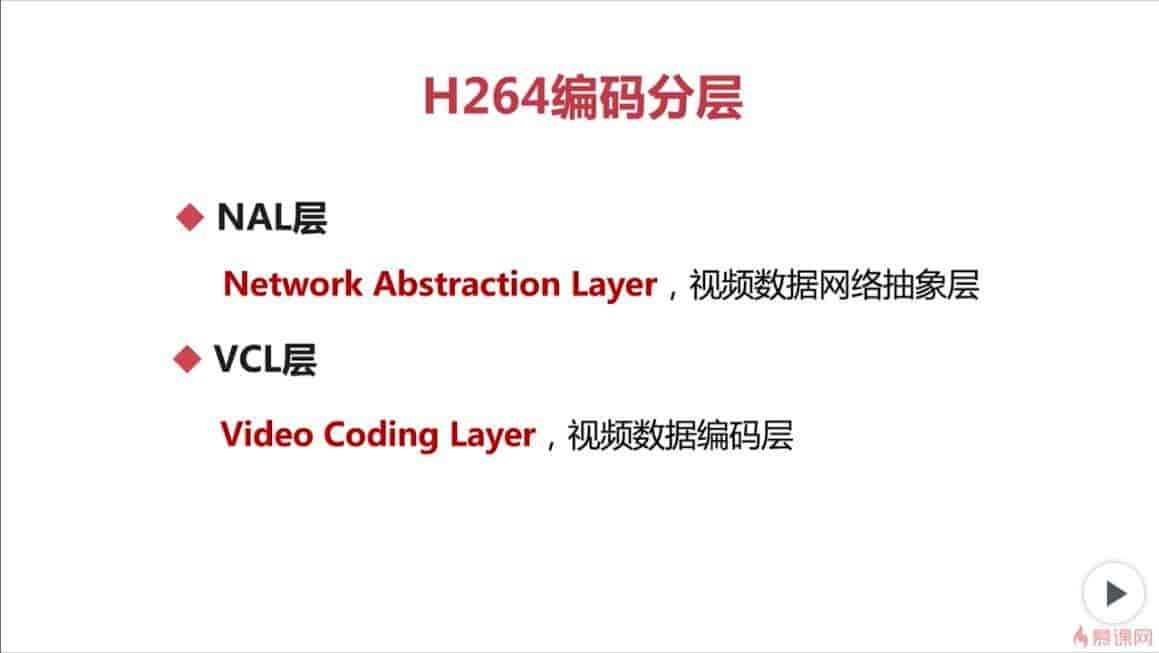 H264编码分层
NAL层
Network Abstraction Layer，视频数据网络抽象层
VCL层
Video Coding Layer，视频数据编码层
慕课网